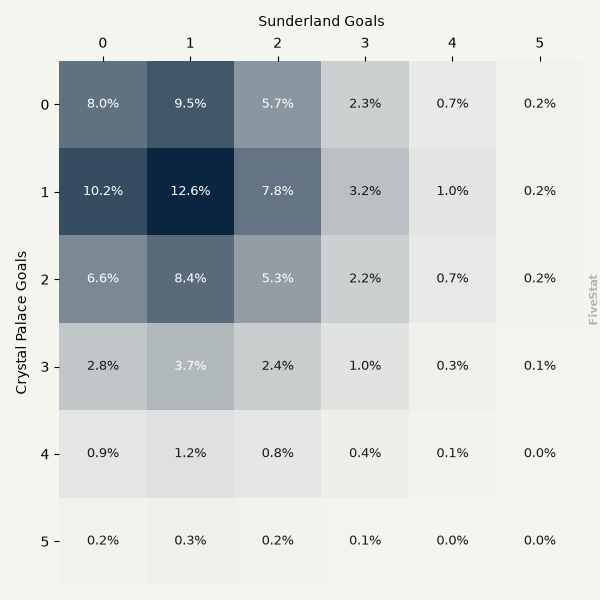 Sunderland Goals
0 1 2 3 4 5
0 8.0% 9.5% 5.7% 2.3% 0.7% 0.2%
1 10.2% 12.6% 7.8% 3.2% 1.0% 0.2%
2 6.6% 8.4% 5.3% 2.2% 0.7% 0.2%
3 2.8% 3.7% 2.4% 1.0% 0.3% 0.1%
4 0.9% 1.2% 0.8% 0.4% 0.1% 0.0%
5 0.2% 0.3% 0.2% 0.1% 0.0% 0.0%
Crystal Palace Goals
FiveStat